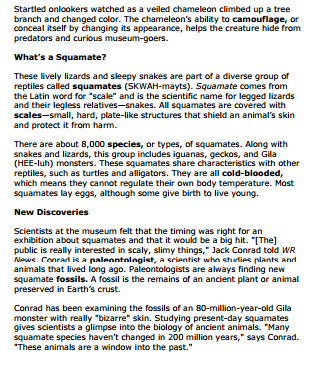 Startled onlookers watched as a veiled chameleon climbed up a tree
branch and changed color. The chameleon's ability to camouflage, or
conceal itself by changing its appearance, helps the creature hide from
predators and curious museum-goers.
What's a Squamate?
These lively lizards and sleepy snakes are part of a diverse group of
reptiles called squamates (SKWAH-mayts). Squamate comes from
the Latin word for "scale" and is the scientific name for legged lizards
and their legless relatives—snakes. All squamates are covered with
scales—small, hard, plate-like structures that shield an animal's skin
and protect it from harm.
There are about 8,000 species, or types, of squamates. Along with
snakes and lizards, this group includes iguanas, geckos, and Gila
(HEE-luh) monsters. These squamates share characteristics with other
reptiles, such as turtles and alligators. They are all cold-blooded,
which means they cannot regulate their own body temperature. Most
squamates lay eggs, although some give birth to live young.
New Discoveries
Scientists at the museum felt that the timing was right for an
exhibition about squamates and that it would be a big hit. "[The]
public is really interested in scaly, slimy things," Jack Conrad told WR
News. Conrad is a paleontologist, a scientist who studies plants and
animals that lived long ago. Paleontologists are always finding new
squamate fossils. A fossil is the remains of an ancient plant or animal
preserved in Earth's crust.
Conrad has been examining the fossils of an 80-million-year-old Gila
monster with really "bizarre" skin. Studying present-day squamates
gives scientists a glimpse into the biology of ancient animals. "Many
squamate species haven't changed in 200 million years," says Conrad.
"These animals are a window into the past."